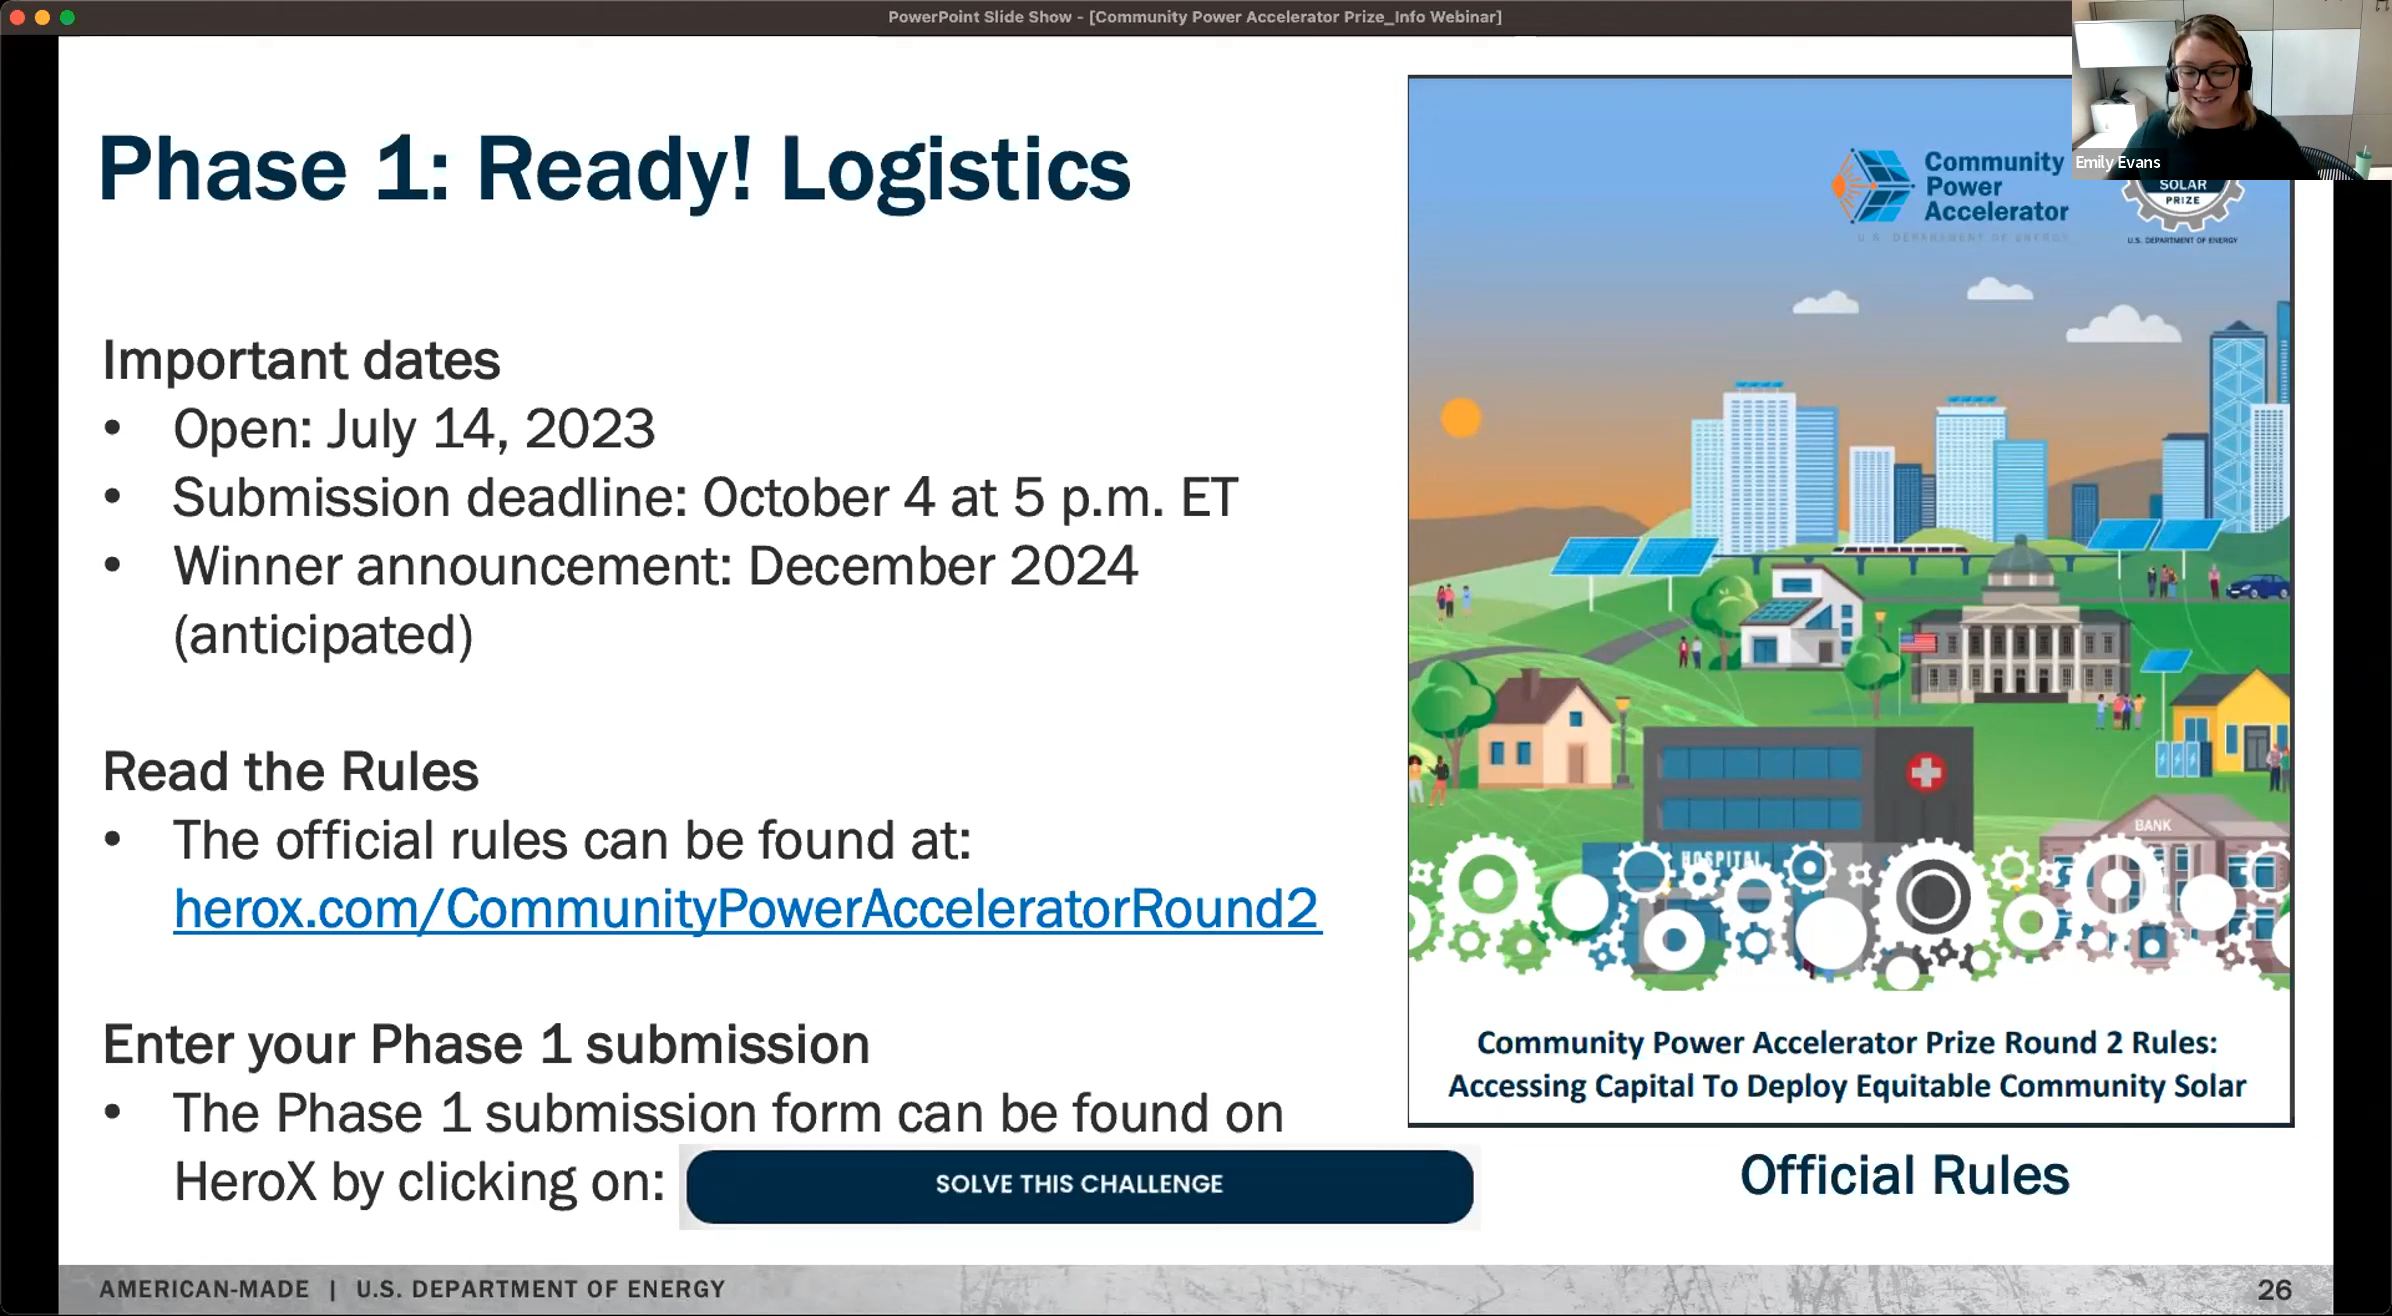 PowerPoint Slide Show - [Community Power Accelerator Prize_Info Webinar]
Emily Evans
Phase 1: Ready! Logistics
Important dates
• Open: July 14, 2023
• Submission deadline: October 4 at 5 p.m. ET
• Winner announcement: December 2024
(anticipated)
Read the Rules
• The official rules can be found at:
herox.com/CommunityPowerAcceleratorRound2
Enter your Phase 1 submission
• The Phase 1 submission form can be found on
HeroX by clicking on:
SOLVE THIS CHALLENGE
Community
Power
Accelerator
U.S. DEPARTMENT OF ENERGY
SOLAR
PRIZE
U.S. DEPARTMENT OF ENERGY
BANK
HOSPITAL
Community Power Accelerator Prize Round 2 Rules:
Accessing Capital To Deploy Equitable Community Solar
Official Rules
AMERICAN-MADE | U.S. DEPARTMENT OF ENERGY
26